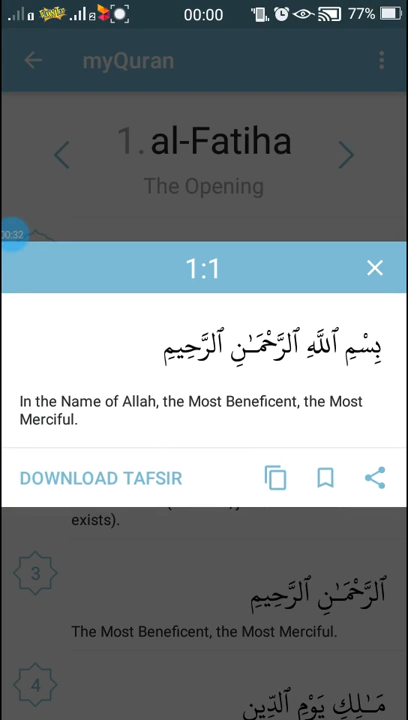 00:00
77%
myQuran
1. al-Fatiha
The Opening
00:32
1:1
بِسْمِ ٱللَّهِ ٱلرَّحْمَـٰنِ ٱلرَّحِيمِ
In the Name of Allah, the Most Beneficent, the Most
Merciful.
DOWNLOAD TAFSIR
exists).
3
ٱلرَّحْمَـٰنِ ٱلرَّحِيمِ
The Most Beneficent, the Most Merciful.
4
مَـٰلِكِ يَوْمِ ٱلدِّينِ